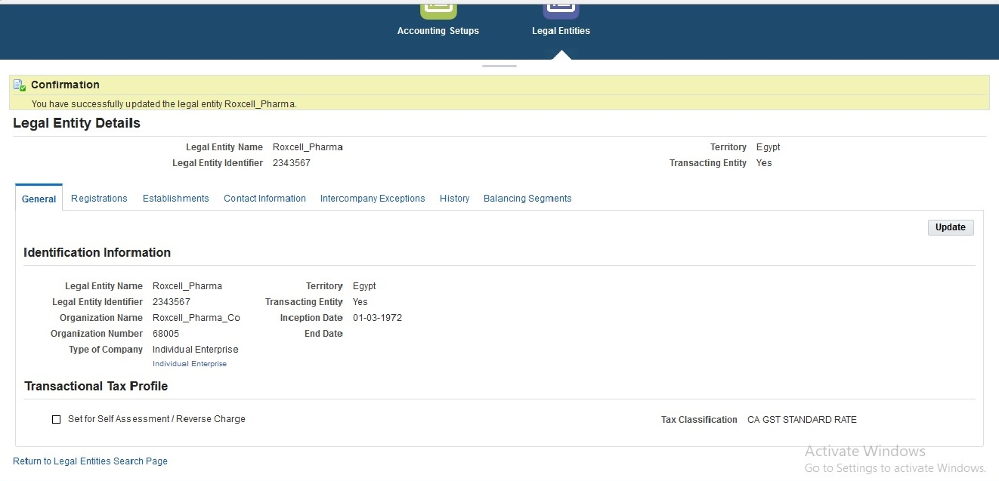 Accounting Setups Legal Entities
Confirmation
You have successfully updated the legal entity Roxcell_Pharma.
Legal Entity Details
Legal Entity Name Roxcell_Pharma Territory Egypt
Legal Entity Identifier 2343567 Transacting Entity Yes
General Registrations Establishments Contact Information Intercompany Exceptions History Balancing Segments
Update
Identification Information
Legal Entity Name Roxcell_Pharma Territory Egypt
Legal Entity Identifier 2343567 Transacting Entity Yes
Organization Name Roxcell_Pharma_Co Inception Date 01-03-1972
Organization Number 68005 End Date
Type of Company Individual Enterprise
Individual Enterprise
Transactional Tax Profile
Set for Self Assessment / Reverse Charge Tax Classification CA GST STANDARD RATE
Return to Legal Entities Search Page
Activate Windows
Go to Settings to activate Windows.